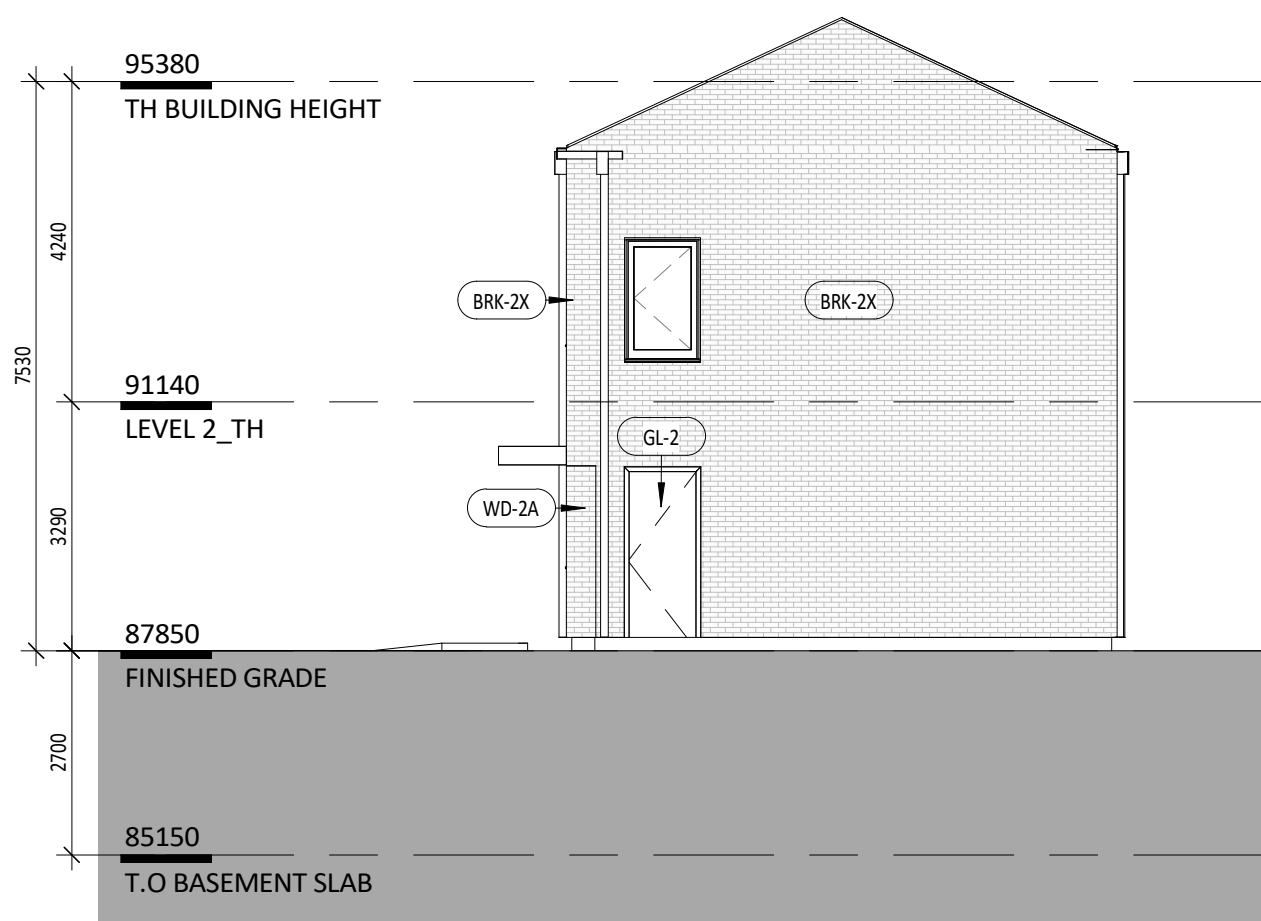 95380
TH BUILDING HEIGHT
4240
7530
BRK-2X
BRK-2X
91140
LEVEL 2_TH
GL-2
WD-2A
3290
87850
FINISHED GRADE
2700
85150
T.O BASEMENT SLAB